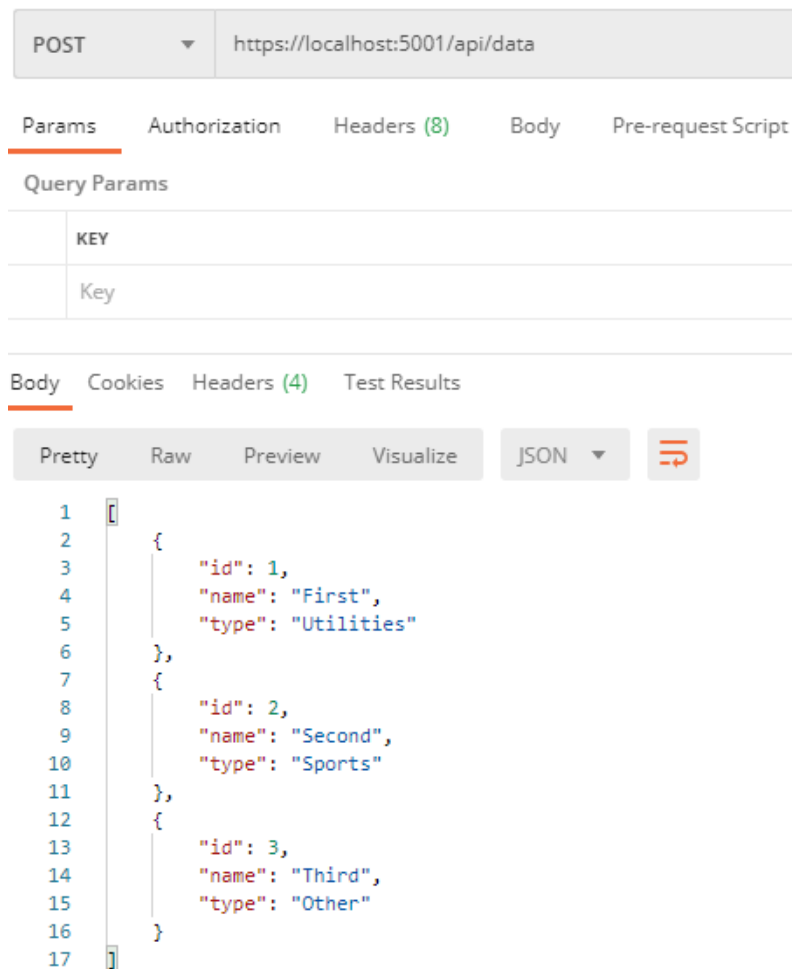 POST https://localhost:5001/api/data
Params Authorization Headers (8) Body Pre-request Script
Query Params
KEY
Key
Body Cookies Headers (4) Test Results
Pretty Raw Preview Visualize JSON
1 [
2 {
3 "id": 1,
4 "name": "First",
5 "type": "Utilities"
6 },
7 {
8 "id": 2,
9 "name": "Second",
10 "type": "Sports"
11 },
12 {
13 "id": 3,
14 "name": "Third",
15 "type": "Other"
16 }
17 ]